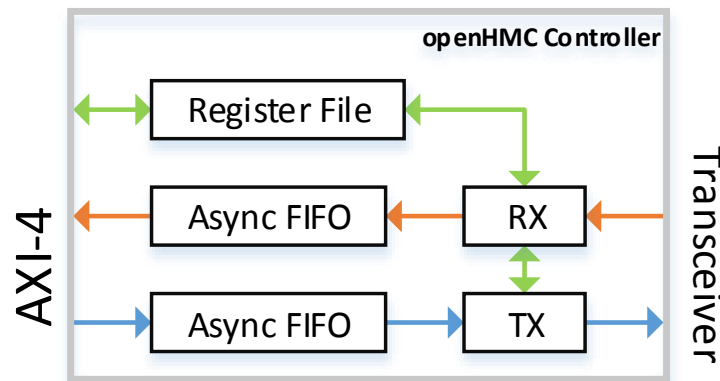 openHMC Controller
Register File
AXI-4
Async FIFO
RX
Transceiver
Async FIFO
TX